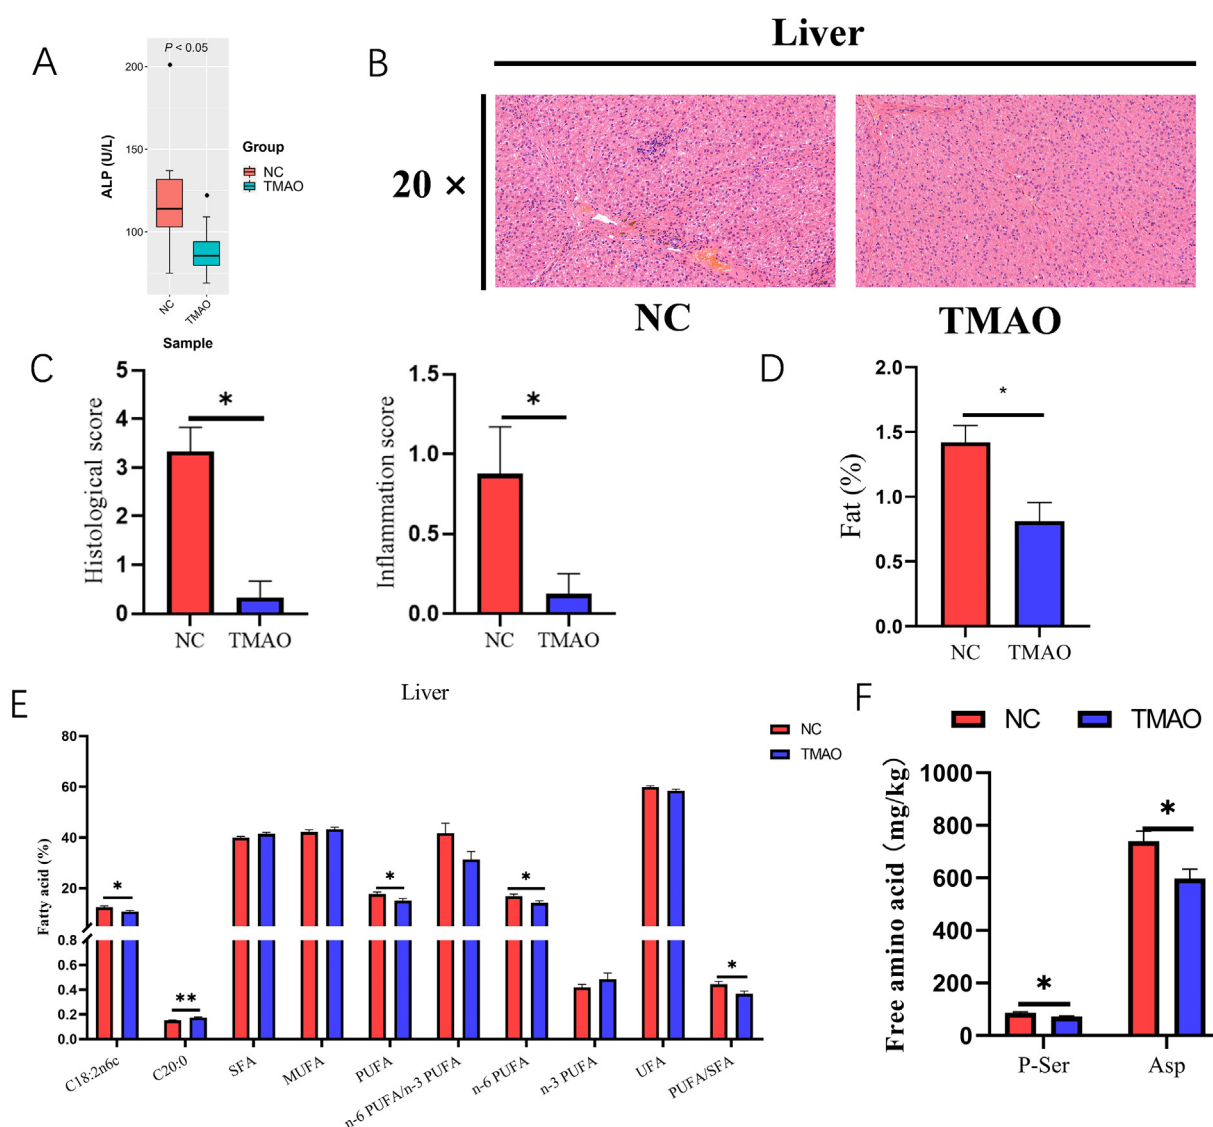 A
P < 0.05
200
150
100
ALP (U/L)
NC
TMAO
Sample
Group
NC
TMAO
B
Liver
20 ×
NC
TMAO
C
5
4
3
2
1
0
Histological score
*
NC
TMAO
1.5
1.0
0.5
0.0
Inflammation score
*
NC
TMAO
D
2.0
1.5
1.0
0.5
0.0
Fat (%)
*
NC
TMAO
E
Liver
NC
TMAO
80
60
40
20
0.8
0.6
0.4
0.2
0.0
Fatty acid (%)
*
**
*
*
*
C18:2n6c
C20:0
SFA
MUFA
PUFA
n-6 PUFA/n-3 PUFA
n-6 PUFA
n-3 PUFA
UFA
PUFA/SFA
F
NC
TMAO
1000
800
600
400
200
0
Free amino acid（mg/kg）
*
*
P-Ser
Asp